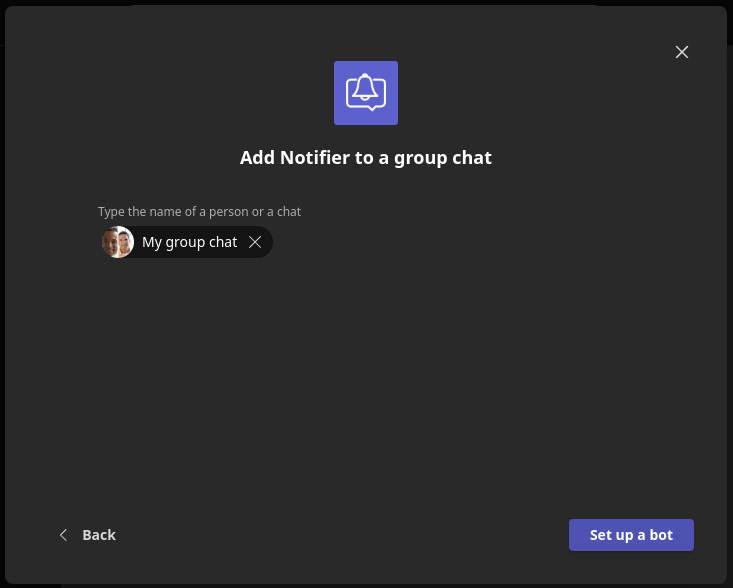 Add Notifier to a group chat
Type the name of a person or a chat
My group chat
Back
Set up a bot